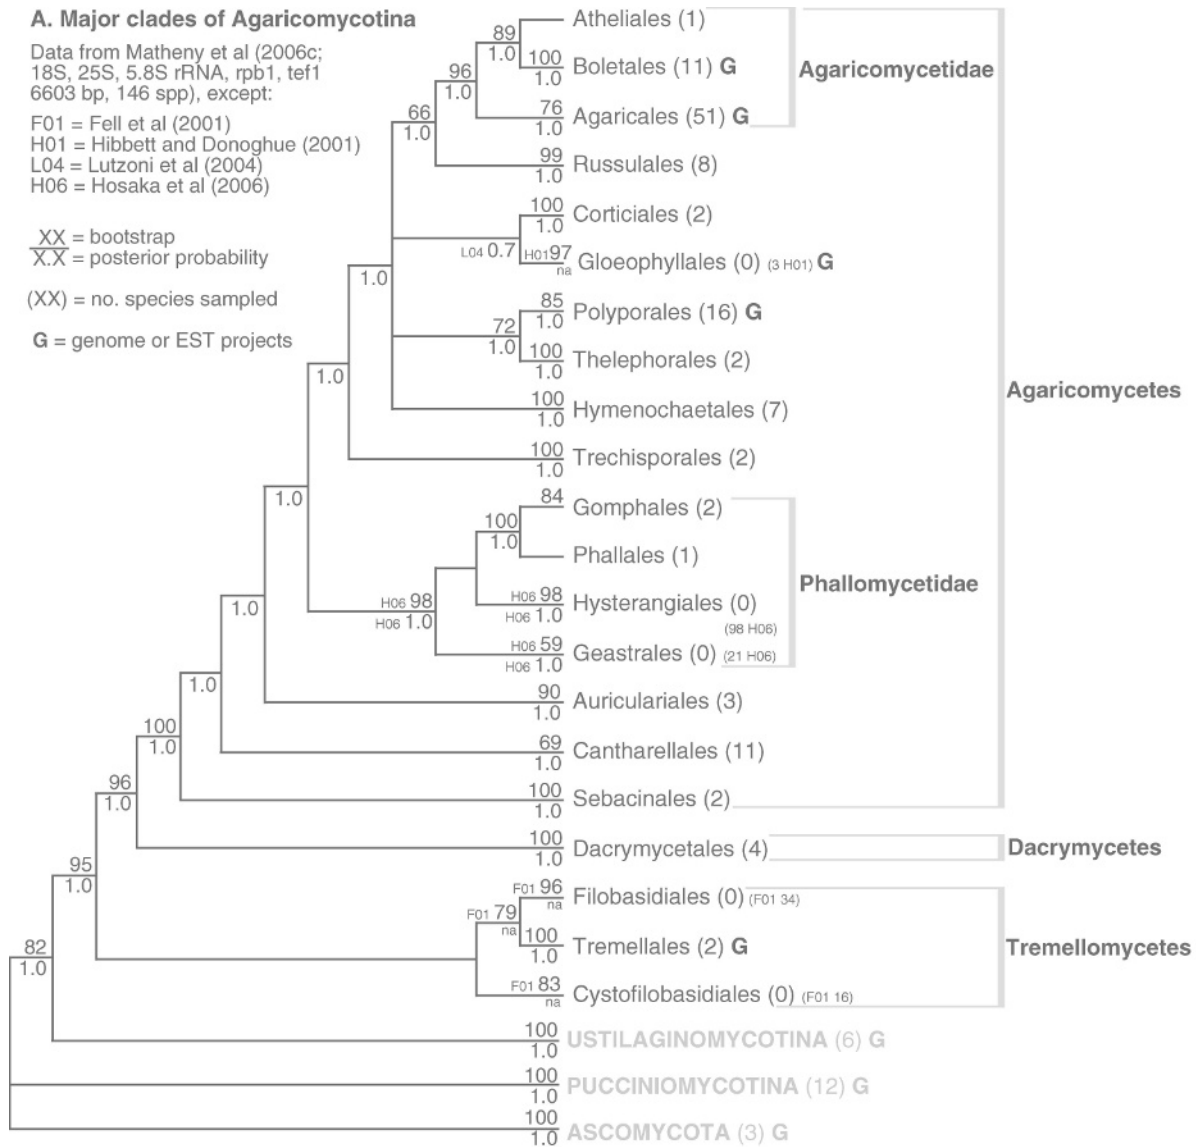 A. Major clades of Agaricomycotina
Data from Matheny et al (2006c;
18S, 25S, 5.8S rRNA, rpb1, tef1
6603 bp, 146 spp), except:
F01 = Fell et al (2001)
H01 = Hibbett and Donoghue (2001)
L04 = Lutzoni et al (2004)
H06 = Hosaka et al (2006)
XX = bootstrap
X.X = posterior probability
(XX) = no. species sampled
G = genome or EST projects
Atheliales (1)
89
1.0
100
1.0
Boletales (11) G
Agaricomycetidae
96
1.0
76
1.0
Agaricales (51) G
66
1.0
99
1.0
Russulales (8)
100
1.0
Corticiales (2)
L04 0.7
H01 97
na
Gloeophyllales (0) (3 H01) G
1.0
85
1.0
Polyporales (16) G
72
1.0
100
1.0
Thelephorales (2)
1.0
Agaricomycetes
100
1.0
Hymenochaetales (7)
100
1.0
Trechisporales (2)
1.0
84
Gomphales (2)
100
1.0
Phallales (1)
Phallomycetidae
H06 98
H06 1.0
H06 98
H06 1.0
Hysterangiales (0)
(98 H06)
1.0
H06 59
H06 1.0
Geastrales (0) (21 H06)
1.0
90
1.0
Auriculariales (3)
100
1.0
69
1.0
Cantharellales (11)
96
1.0
100
1.0
Sebacinales (2)
100
1.0
Dacrymycetales (4)
Dacrymycetes
95
1.0
F01 96
na
Filobasidiales (0) (F01 34)
F01 79
na
100
1.0
Tremellales (2) G
Tremellomycetes
82
1.0
F01 83
na
Cystofilobasidiales (0) (F01 16)
100
1.0
USTILAGINOMYCOTINA (6) G
100
1.0
PUCCINIOMYCOTINA (12) G
100
1.0
ASCOMYCOTA (3) G